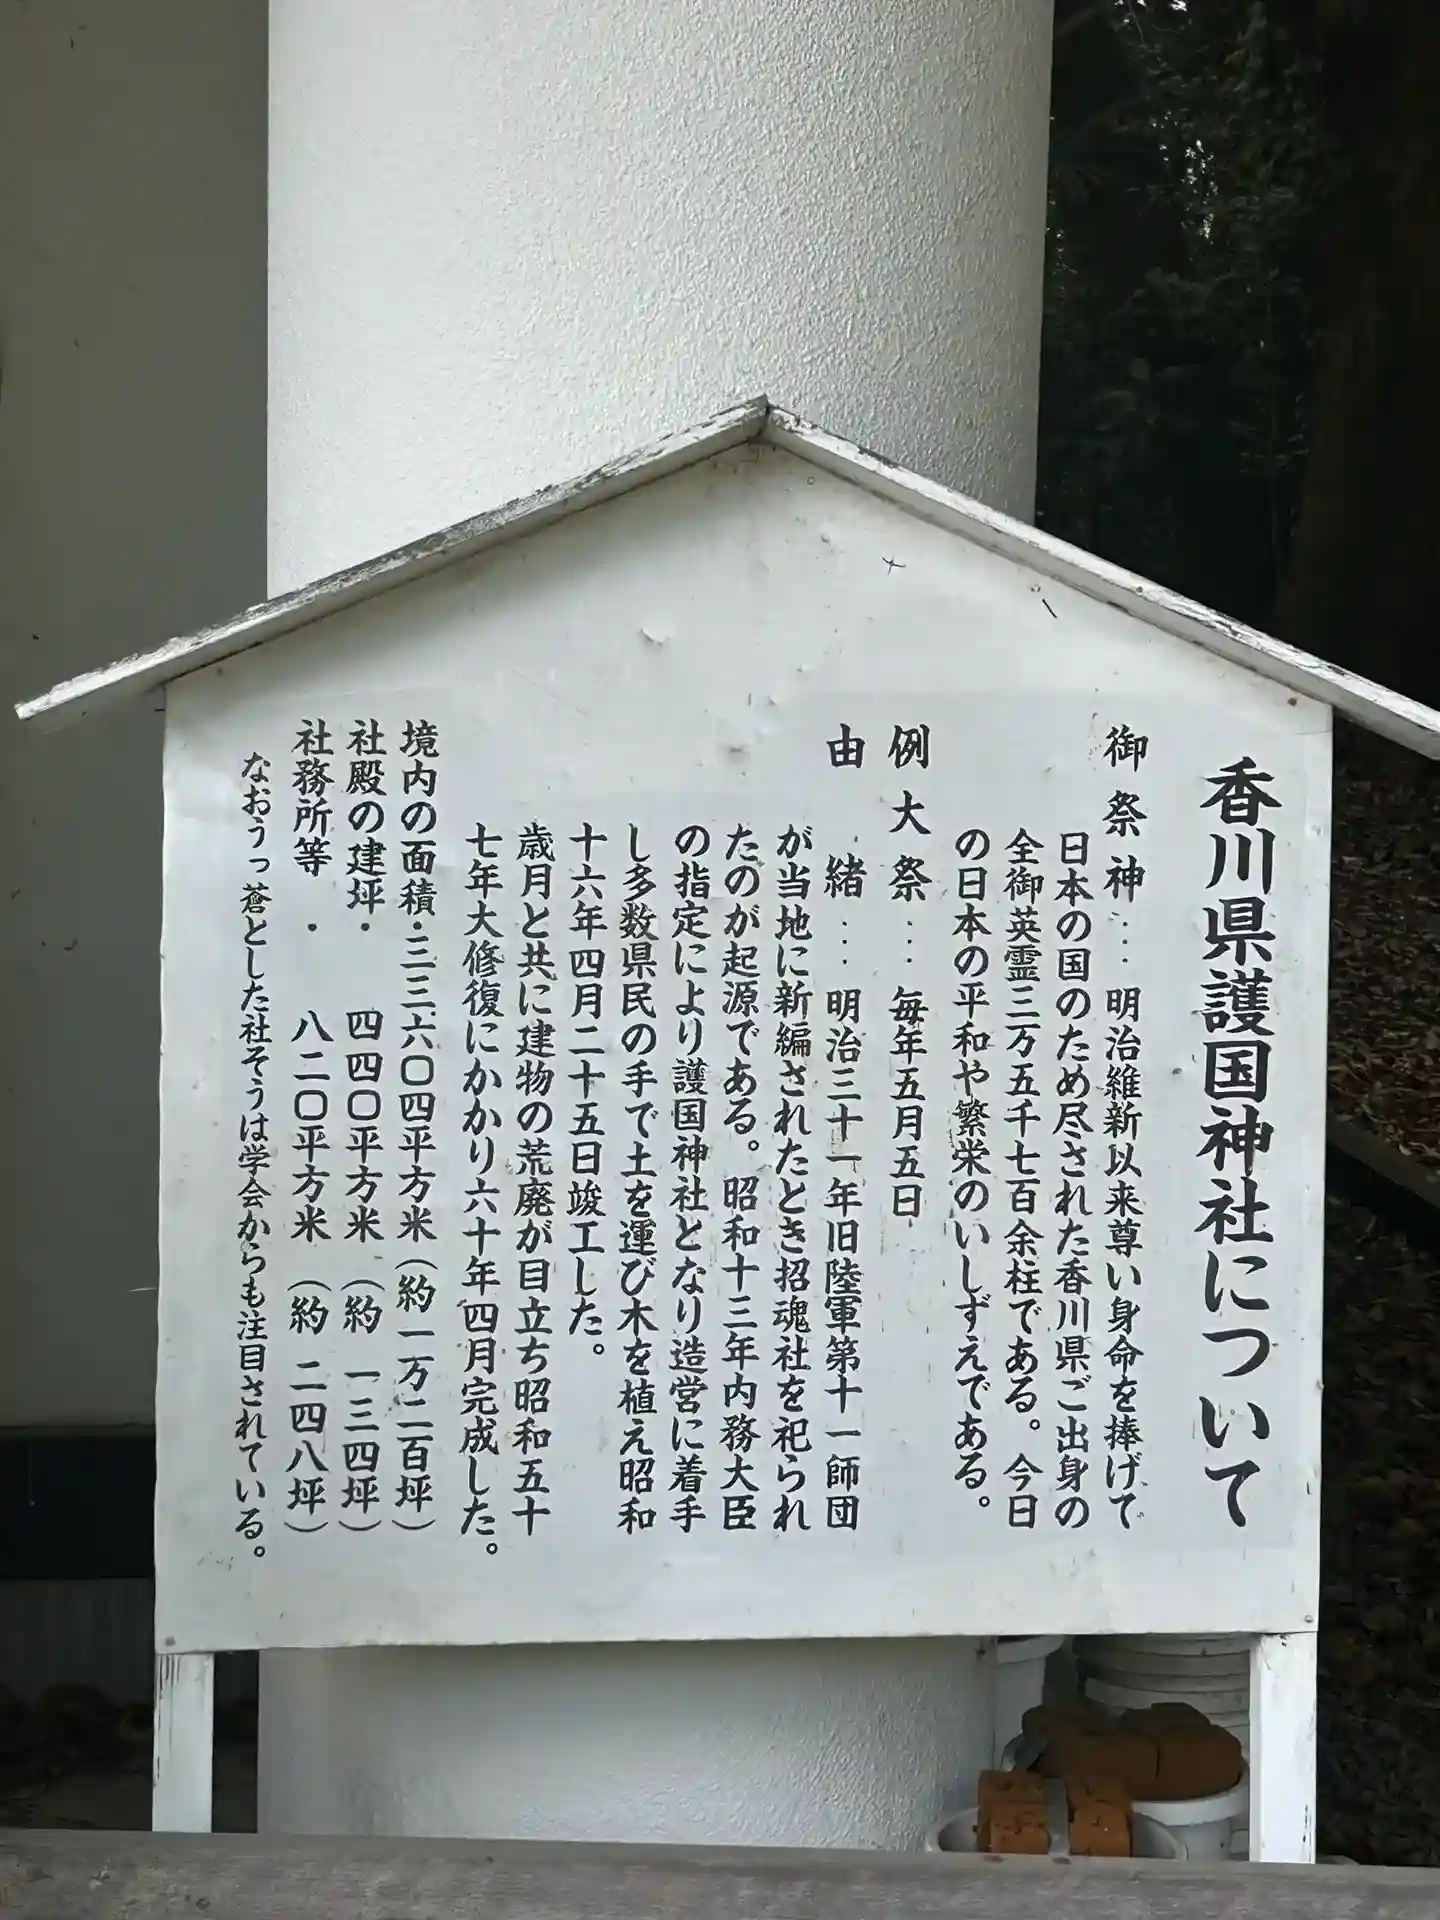 香川県護国神社について
御祭神… 明治維新以来尊い身命を捧げて
日本の国のため尽された香川県ご出身の
全御英霊三万五千七百余柱である。今日
の日本の平和や繁栄のいしずえである。
例大祭… 毎年五月五日
由緒… 明治三十一年旧陸軍第十一師団
が当地に新編されたとき招魂社を祀られ
たのが起源である。昭和十三年内務大臣
の指定により護国神社となり造営に着手
し多数県民の手で土を運び木を植え昭和
十六年四月二十五日竣工した。
歳月と共に建物の荒廃が目立ち昭和五十
七年大修復にかかり六十年四月完成した。
境内の面積・三三六〇四平方米(約一万二百坪)
社殿の建坪・ 四四〇平方米(約 一三四坪)
社務所等・ 八二〇平方米(約 二四八坪)
なおうっ蒼とした社そうは学会からも注目されている。